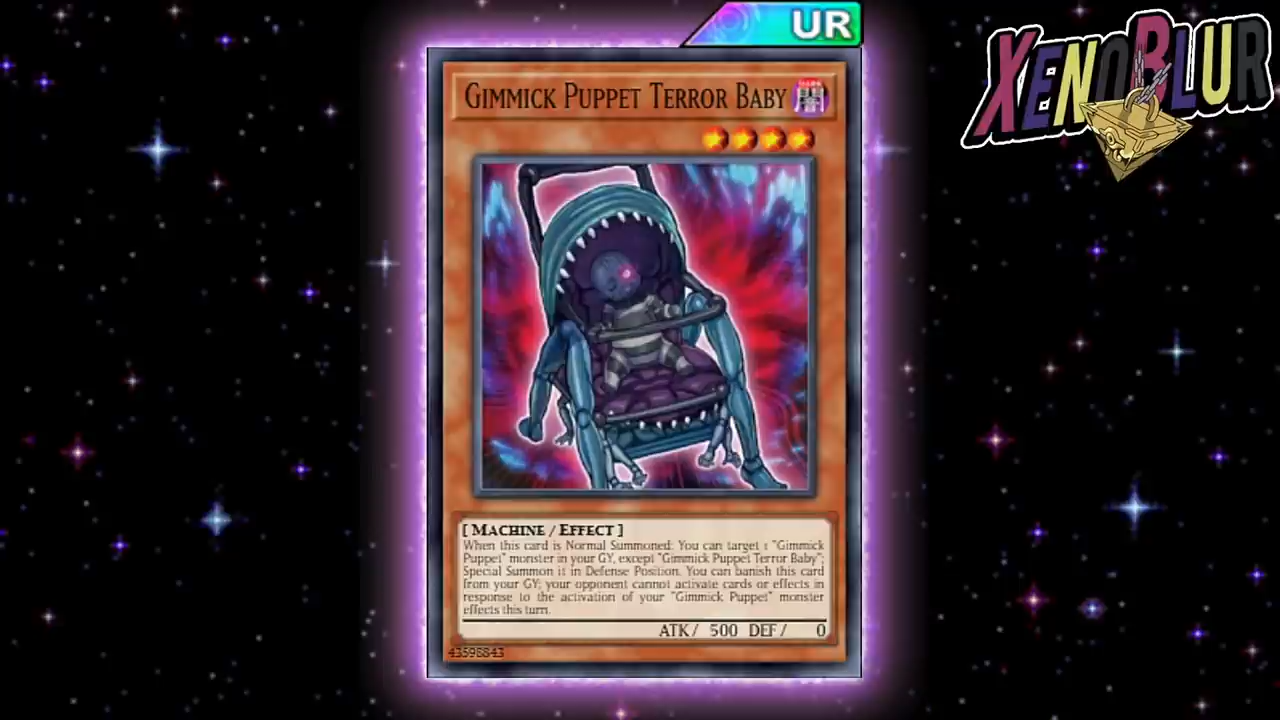 UR
XENOBLUR
GIMMICK PUPPET TERROR BABY
DARK
闇
[ MACHINE / EFFECT ]
When this card is Normal Summoned: You can target 1 "Gimmick
Puppet" monster in your GY, except "Gimmick Puppet Terror Baby";
Special Summon it in Defense Position. You can banish this card
from your GY; your opponent cannot activate cards or effects in
response to the activation of your "Gimmick Puppet" monster
effects this turn.
ATK/ 500 DEF/ 0
43598843